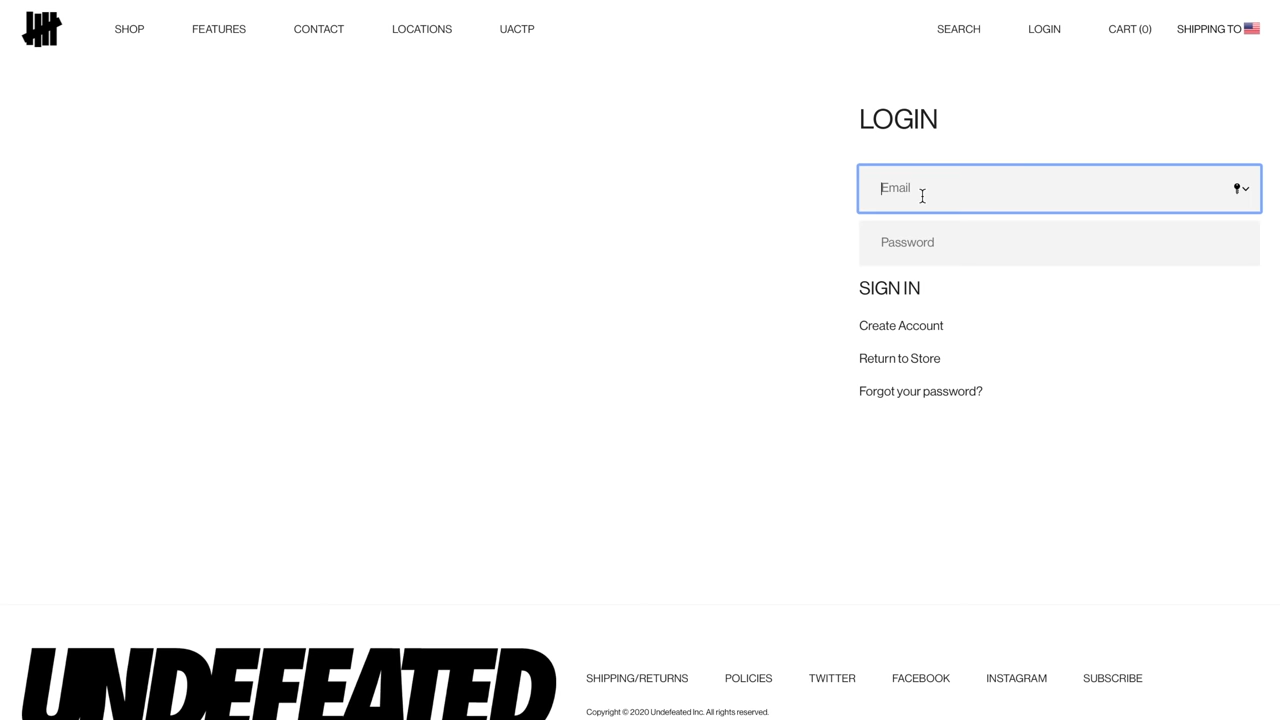 SHOP FEATURES CONTACT LOCATIONS UACTP SEARCH LOGIN CART (0) SHIPPING TO
LOGIN
Email
Password
SIGN IN
Create Account
Return to Store
Forgot your password?
UNDEFEATED
SHIPPING/RETURNS POLICIES TWITTER FACEBOOK INSTAGRAM SUBSCRIBE
Copyright © 2020 Undefeated Inc. All rights reserved.